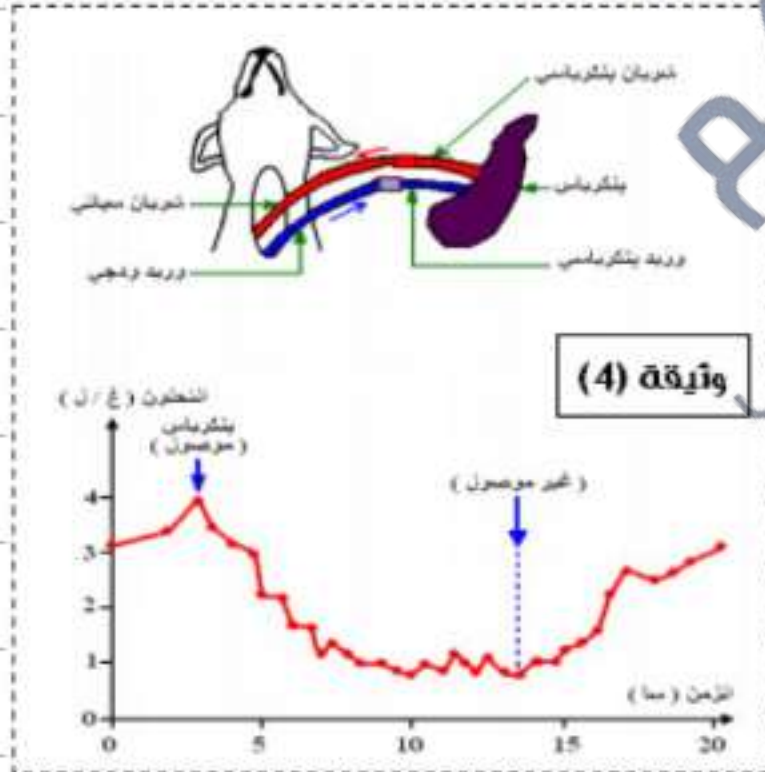 شريان بنكرياسي
بنكرياس
شريان سباتي
وريد بنكرياسي
وريد ودجي
وثيقة (4)
التحلون ( غ / ل )
بنكرياس
( موصول )
( غير موصول )
4
3
2
1
0
الزمن ( سا )
0 5 10 15 20